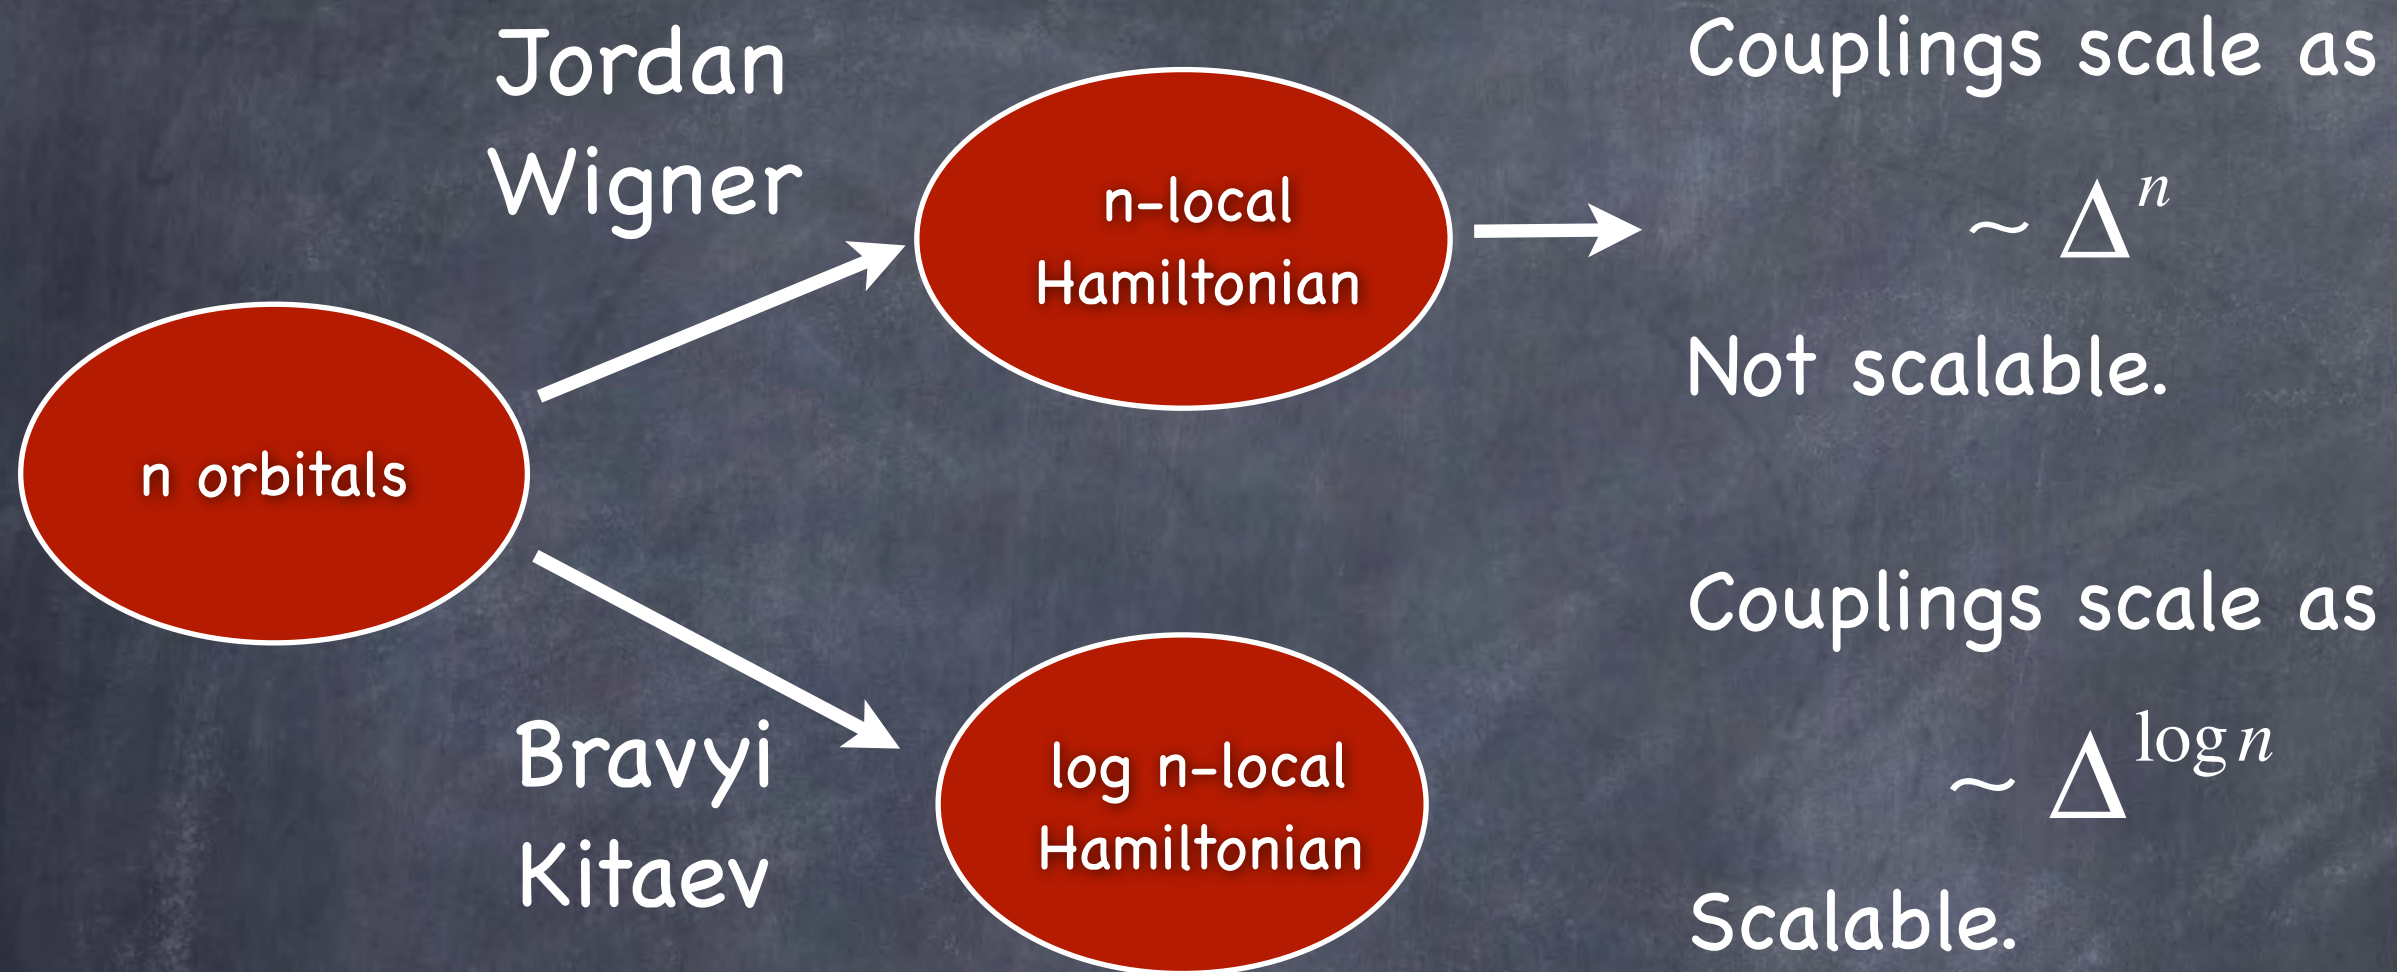 Jordan
Wigner
n-local
Hamiltonian
Couplings scale as
~ Δ^n
Not scalable.
n orbitals
Bravyi
Kitaev
log n-local
Hamiltonian
Couplings scale as
~ Δ^log n
Scalable.